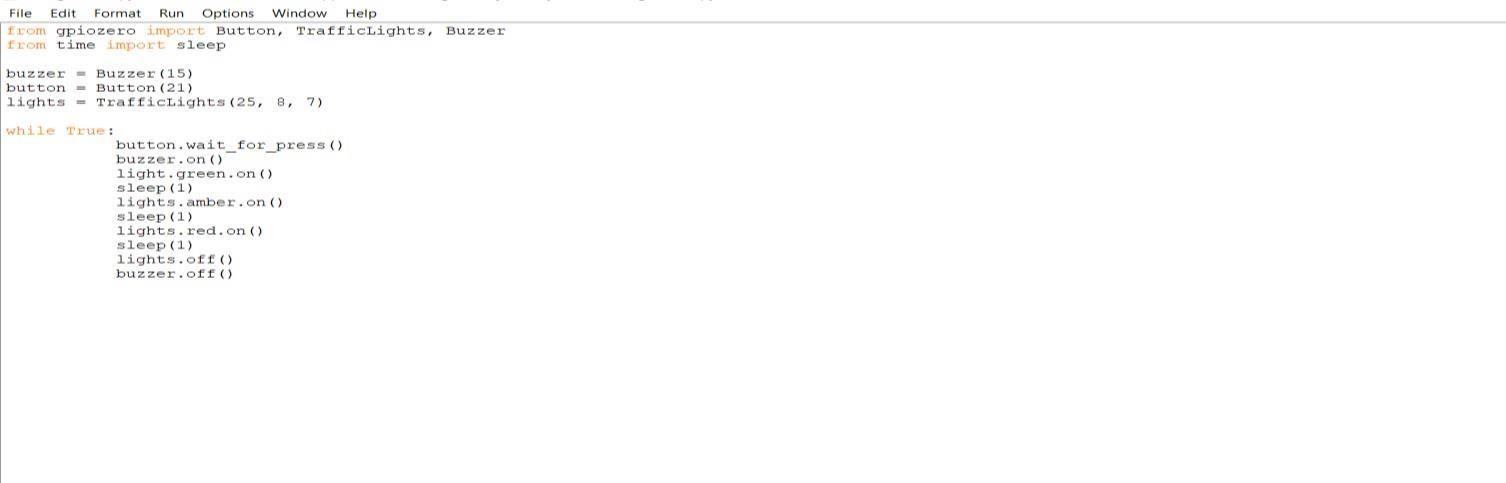 File Edit Format Run Options Window Help
from gpiozero import Button, TrafficLights, Buzzer
from time import sleep
buzzer = Buzzer(15)
button = Button(21)
lights = TrafficLights(25, 8, 7)
while True:
button.wait_for_press()
buzzer.on()
light.green.on()
sleep(1)
lights.amber.on()
sleep(1)
lights.red.on()
sleep(1)
lights.off()
buzzer.off()